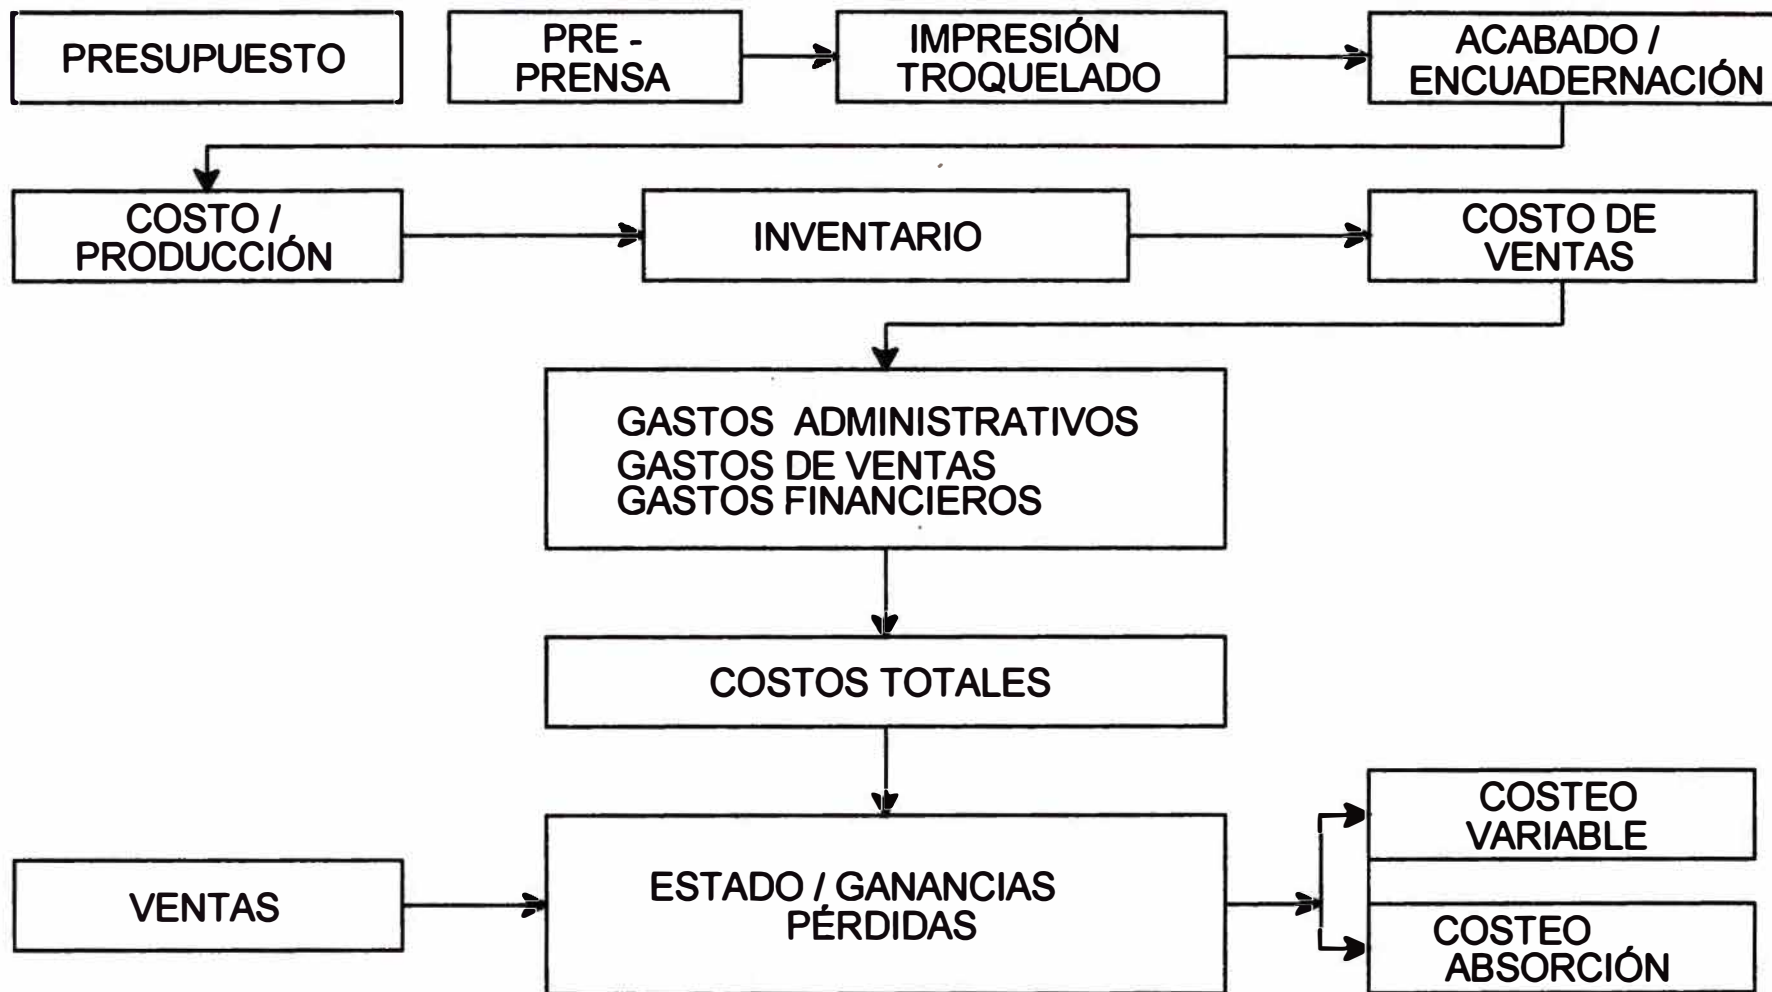 PRESUPUESTO
PRE -
PRENSA
IMPRESIÓN
TROQUELADO
ACABADO /
ENCUADERNACIÓN
COSTO /
PRODUCCIÓN
INVENTARIO
COSTO DE
VENTAS
GASTOS ADMINISTRATIVOS
GASTOS DE VENTAS
GASTOS FINANCIEROS
COSTOS TOTALES
VENTAS
ESTADO / GANANCIAS
PÉRDIDAS
COSTEO
VARIABLE
COSTEO
ABSORCIÓN